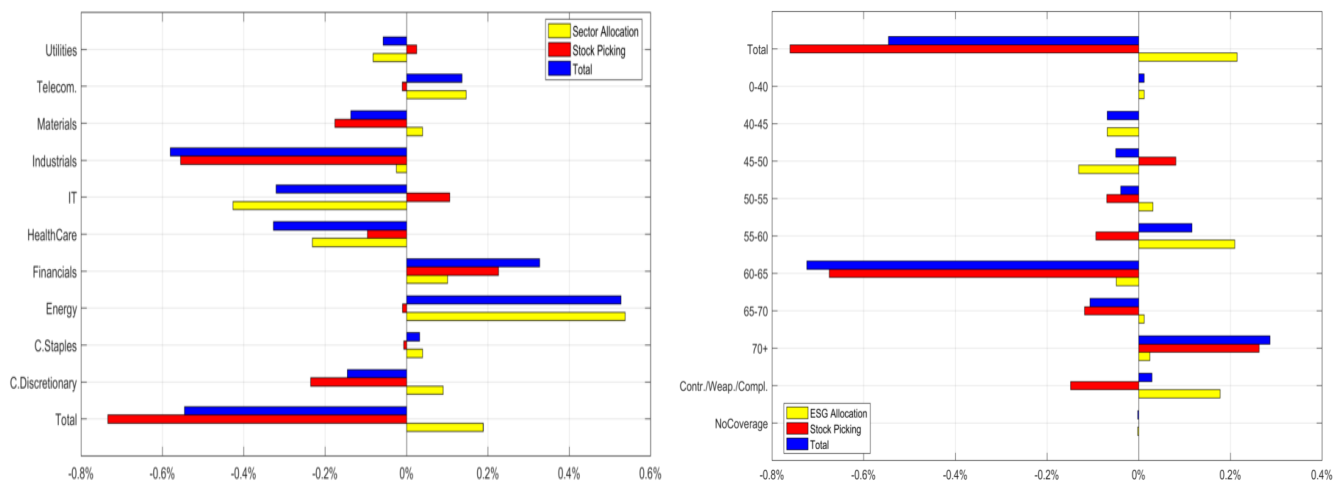 Utilities
Telecom.
Materials
Industrials
IT
HealthCare
Financials
Energy
C.Staples
C.Discretionary
Total
-0.8% -0.6% -0.4% -0.2% 0% 0.2% 0.4% 0.6%
Sector Allocation
Stock Picking
Total
Total
0-40
40-45
45-50
50-55
55-60
60-65
65-70
70+
Contr./Weap./Compl.
NoCoverage
-0.8% -0.6% -0.4% -0.2% 0% 0.2% 0.4%
ESG Allocation
Stock Picking
Total